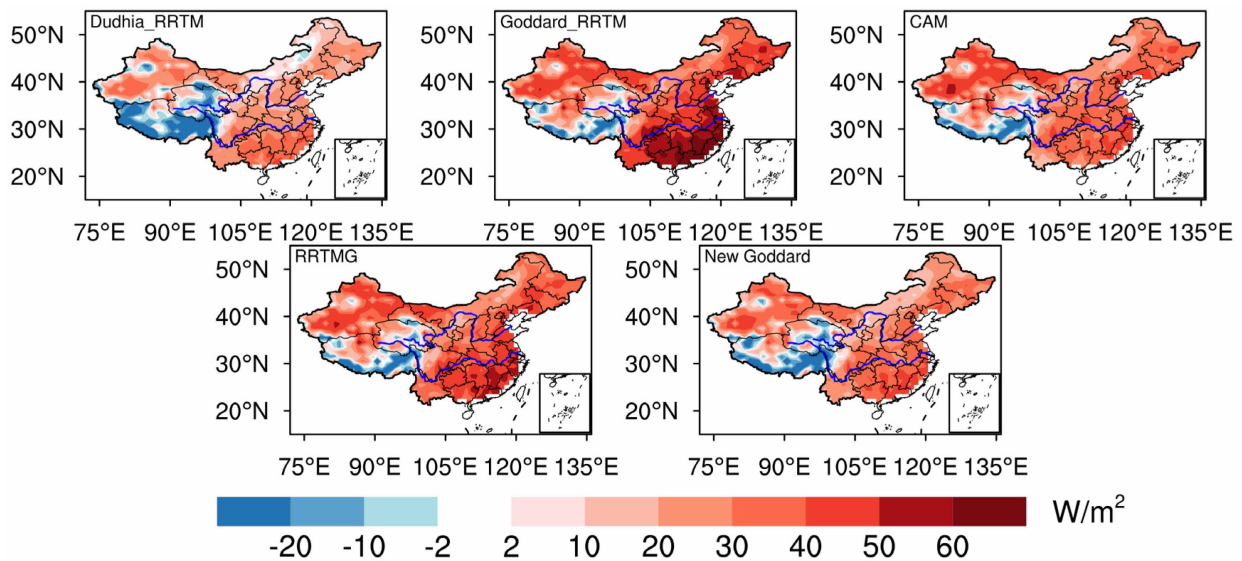 Dudhia_RRTM
50°N
40°N
30°N
20°N
75°E 90°E 105°E 120°E 135°E
Goddard_RRTM
50°N
40°N
30°N
20°N
75°E 90°E 105°E 120°E 135°E
CAM
50°N
40°N
30°N
20°N
75°E 90°E 105°E 120°E 135°E
RRTMG
50°N
40°N
30°N
20°N
75°E 90°E 105°E 120°E 135°E
New Goddard
50°N
40°N
30°N
20°N
75°E 90°E 105°E 120°E 135°E
W/m²
-20 -10 -2 2 10 20 30 40 50 60